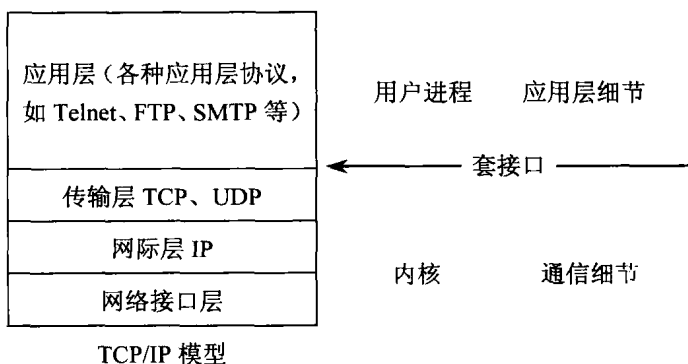 应用层（各种应用层协议，
如 Telnet、FTP、SMTP 等）
用户进程 应用层细节
套接口
传输层 TCP、UDP
网际层 IP
内核 通信细节
网络接口层
TCP/IP 模型